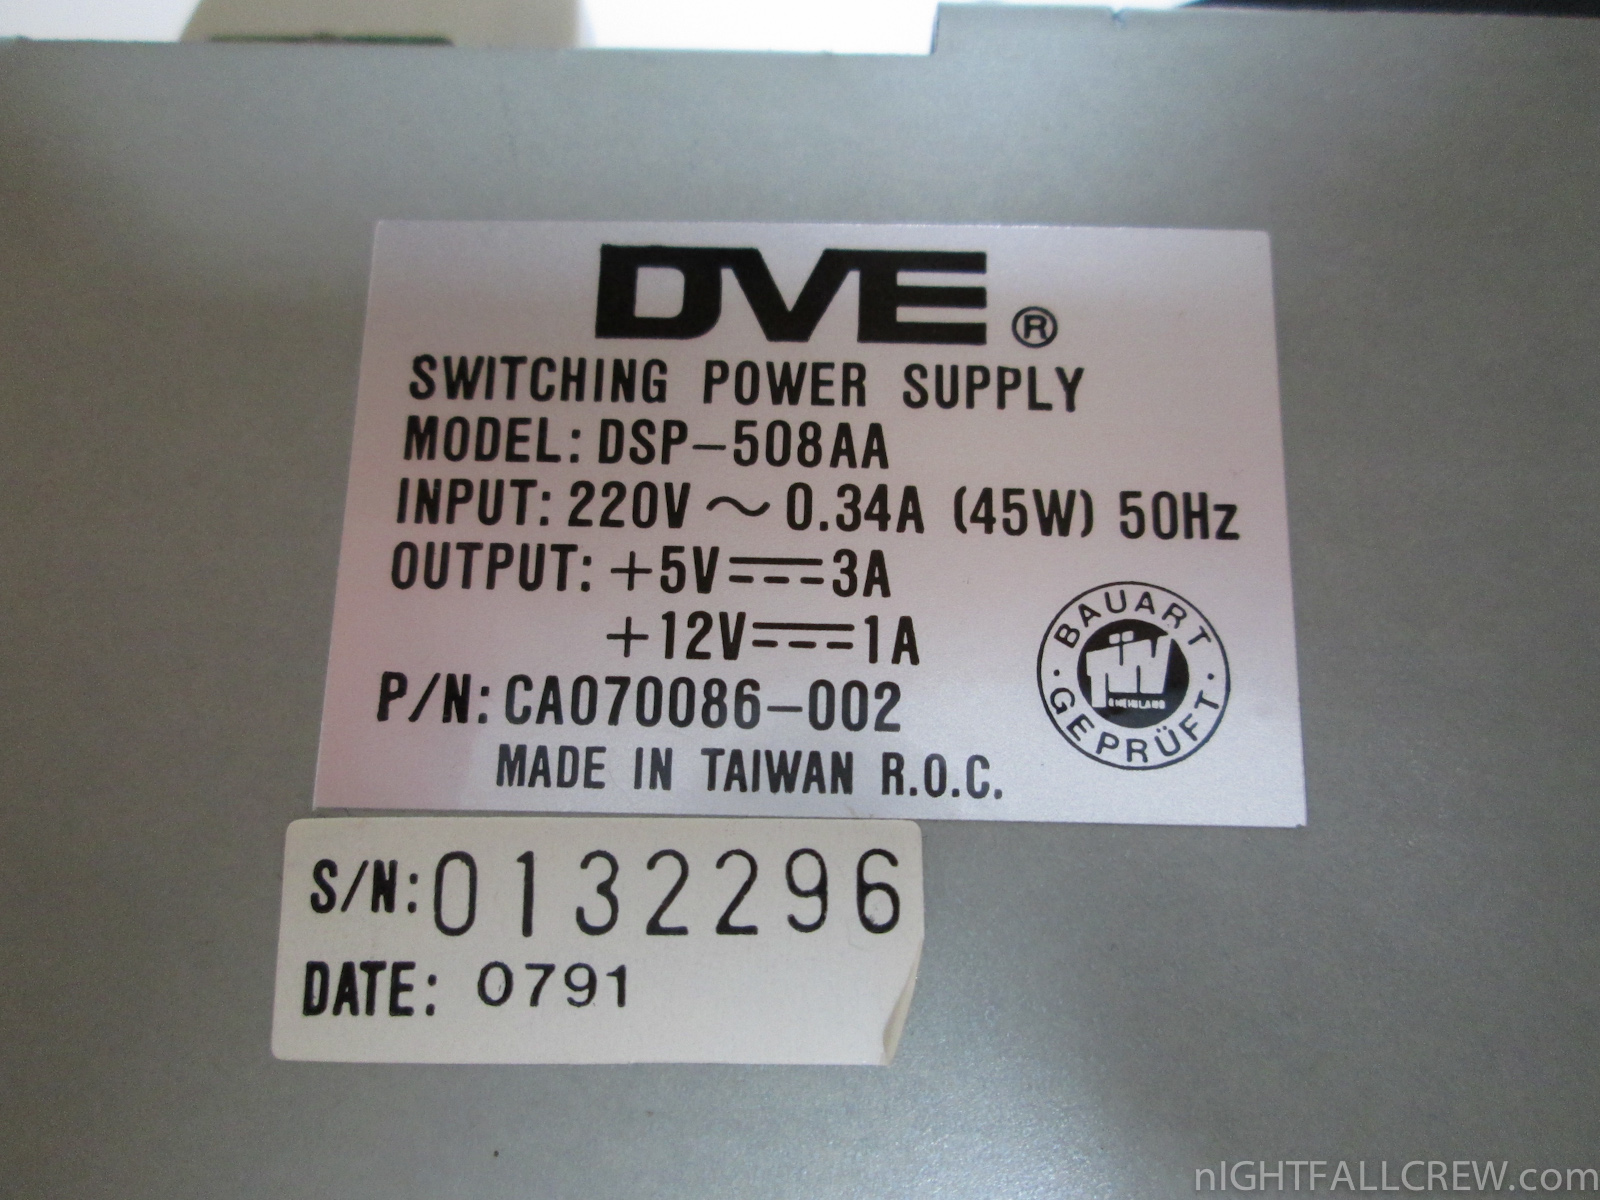 DVE ®
SWITCHING POWER SUPPLY
MODEL: DSP-508AA
INPUT: 220V ~ 0.34A (45W) 50Hz
OUTPUT: +5V⎓3A
+12V⎓1A
P/N: CA070086-002
MADE IN TAIWAN R.O.C.
BAUART
GEPRÜFT
S/N: 0132296
DATE: 0791
nIGHTFALLCREW.com